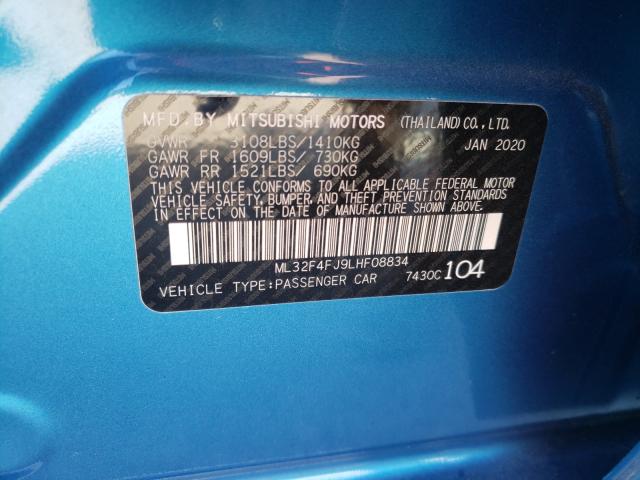 MFD.BY MITSUBISHI MOTORS (THAILAND) CO., LTD.
GVWR 3108LBS/1410KG JAN 2020
GAWR FR 1609LBS/ 730KG
GAWR RR 1521LBS/ 690KG
THIS VEHICLE CONFORMS TO ALL APPLICABLE FEDERAL MOTOR
VEHICLE SAFETY, BUMPER, AND THEFT PREVENTION STANDARDS
IN EFFECT ON THE DATE OF MANUFACTURE SHOWN ABOVE.
ML32F4FJ9LHF08834
VEHICLE TYPE:PASSENGER CAR 7430C 104